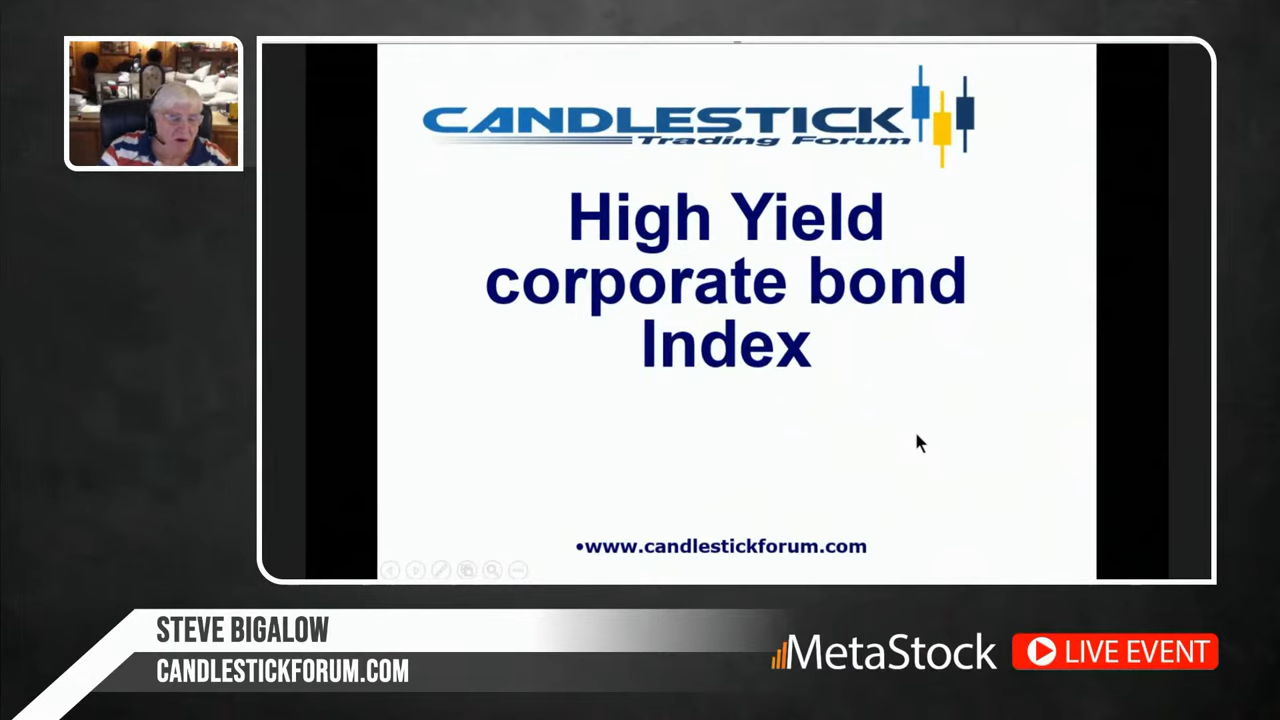 CANDLESTICK
Trading Forum
High Yield
corporate bond
Index
•www.candlestickforum.com
STEVE BIGALOW
CANDLESTICKFORUM.COM
MetaStock
LIVE EVENT